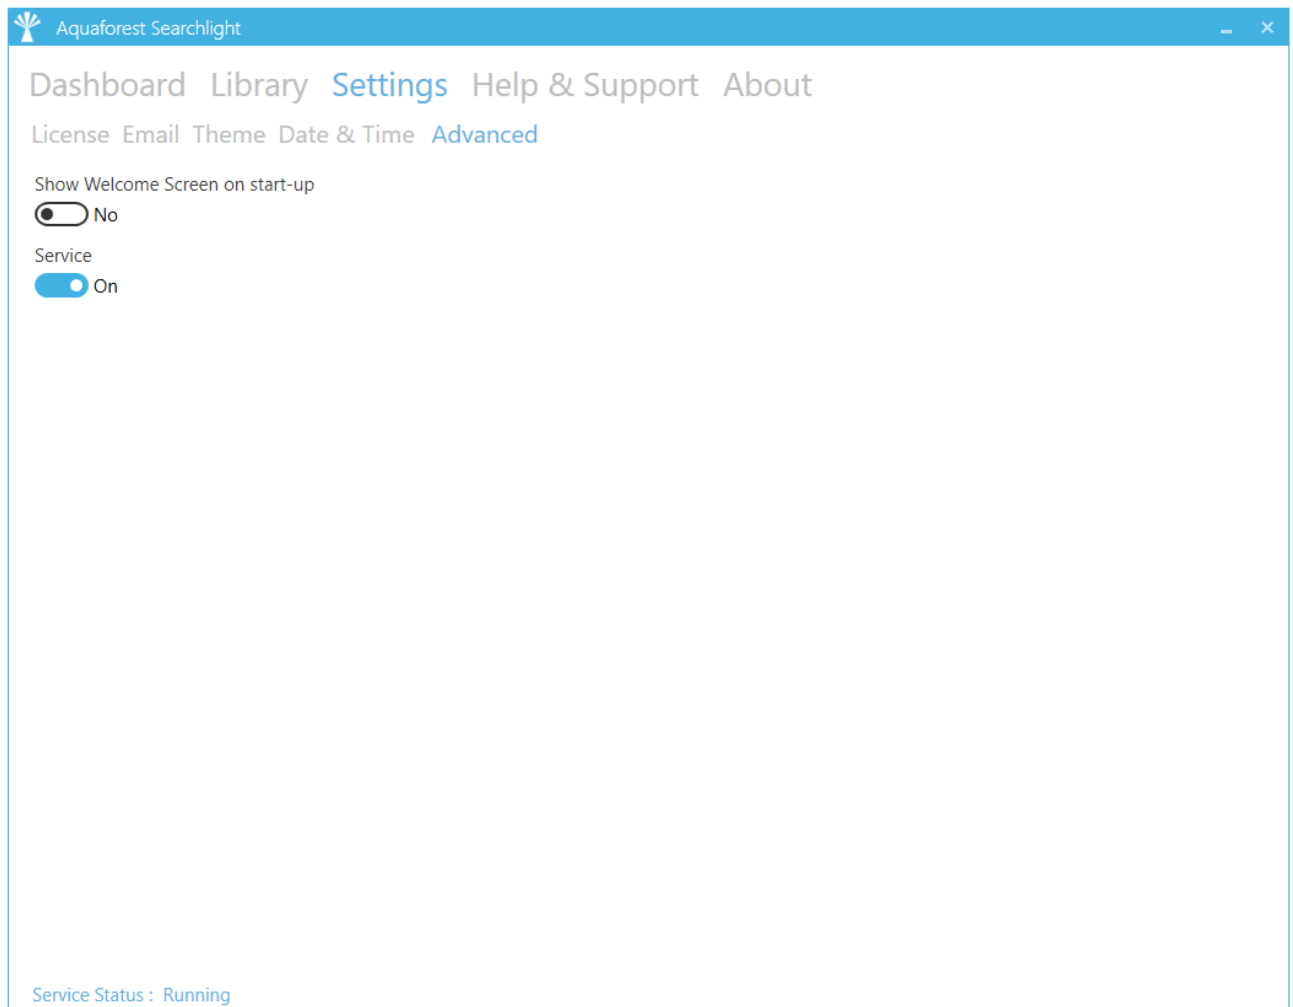 Aquaforest Searchlight
Dashboard Library Settings Help & Support About
License Email Theme Date & Time Advanced
Show Welcome Screen on start-up
No
Service
On
Service Status : Running